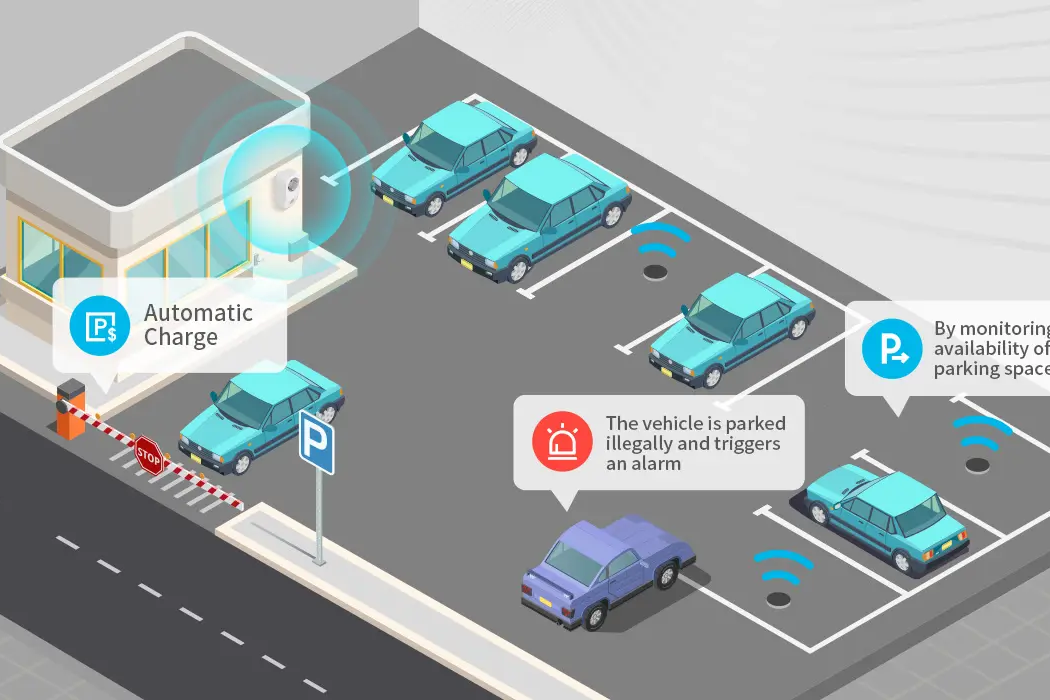 P$
Automatic
Charge
STOP
P
The vehicle is parked
illegally and triggers
an alarm
P
By monitoring
availability of
parking space